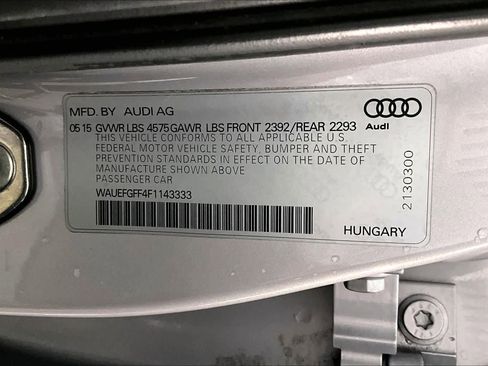 MFD. BY AUDI AG
05 15 GVWR LBS 4575 GAWR LBS FRONT 2392/REAR 2293
THIS VEHICLE CONFORMS TO ALL APPLICABLE U.S.
FEDERAL MOTOR VEHICLE SAFETY, BUMPER AND THEFT
PREVENTION STANDARDS IN EFFECT ON THE DATE OF
MANUFACTURE SHOWN ABOVE
PASSENGER CAR
WAUEFGFF4F1143333
Audi
2130300
HUNGARY